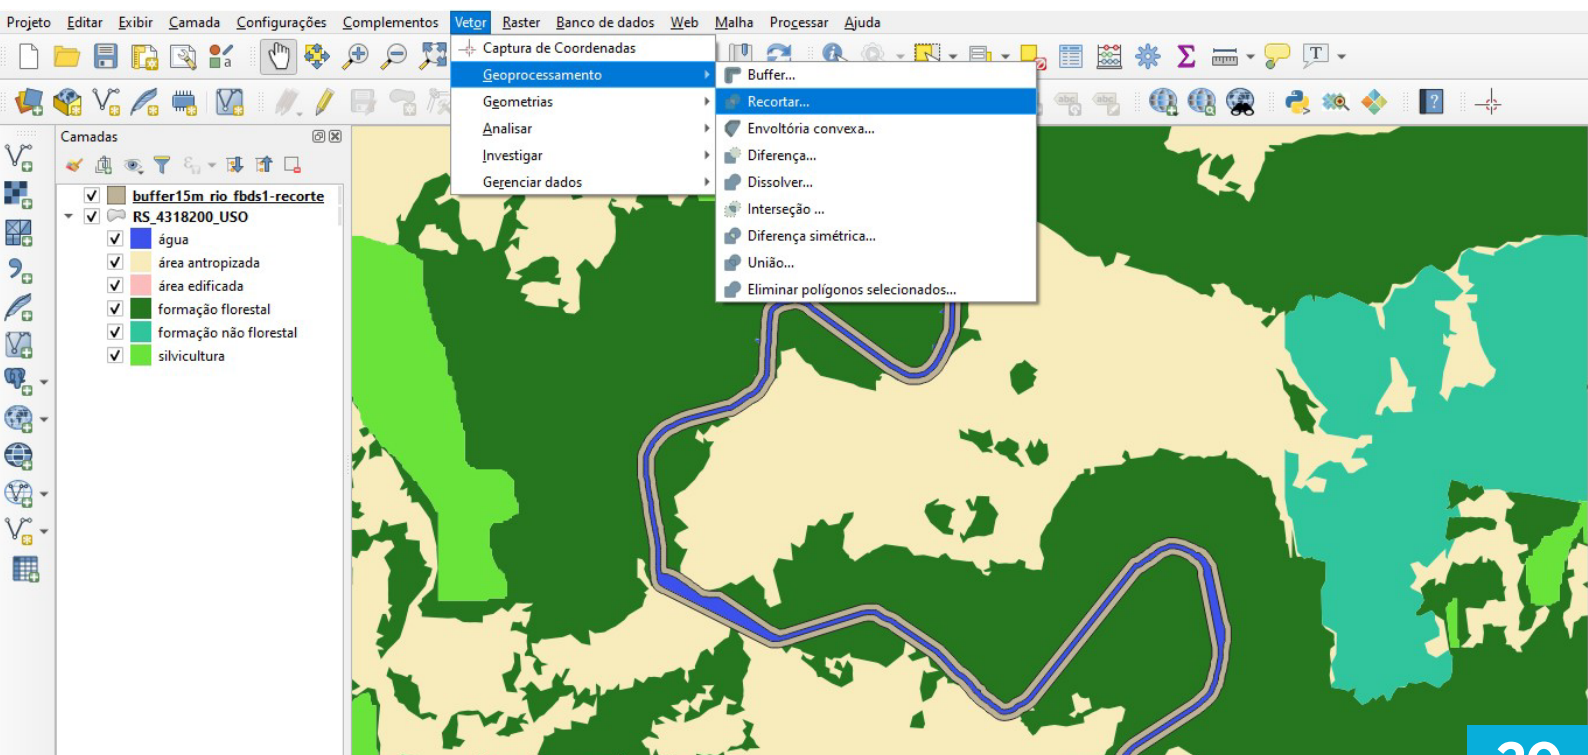 Projeto Editar Exibir Camada Configurações Complementos Vetor Raster Banco de dados Web Malha Processar Ajuda
Captura de Coordenadas
Geoprocessamento
Geometrias
Analisar
Investigar
Gerenciar dados
Buffer...
Recortar...
Envoltória convexa...
Diferença...
Dissolver...
Interseção ...
Diferença simétrica...
União...
Eliminar polígonos selecionados...
Camadas
buffer15m_rio_fbds1-recorte
RS_4318200_USO
água
área antropizada
área edificada
formação florestal
formação não florestal
silvicultura